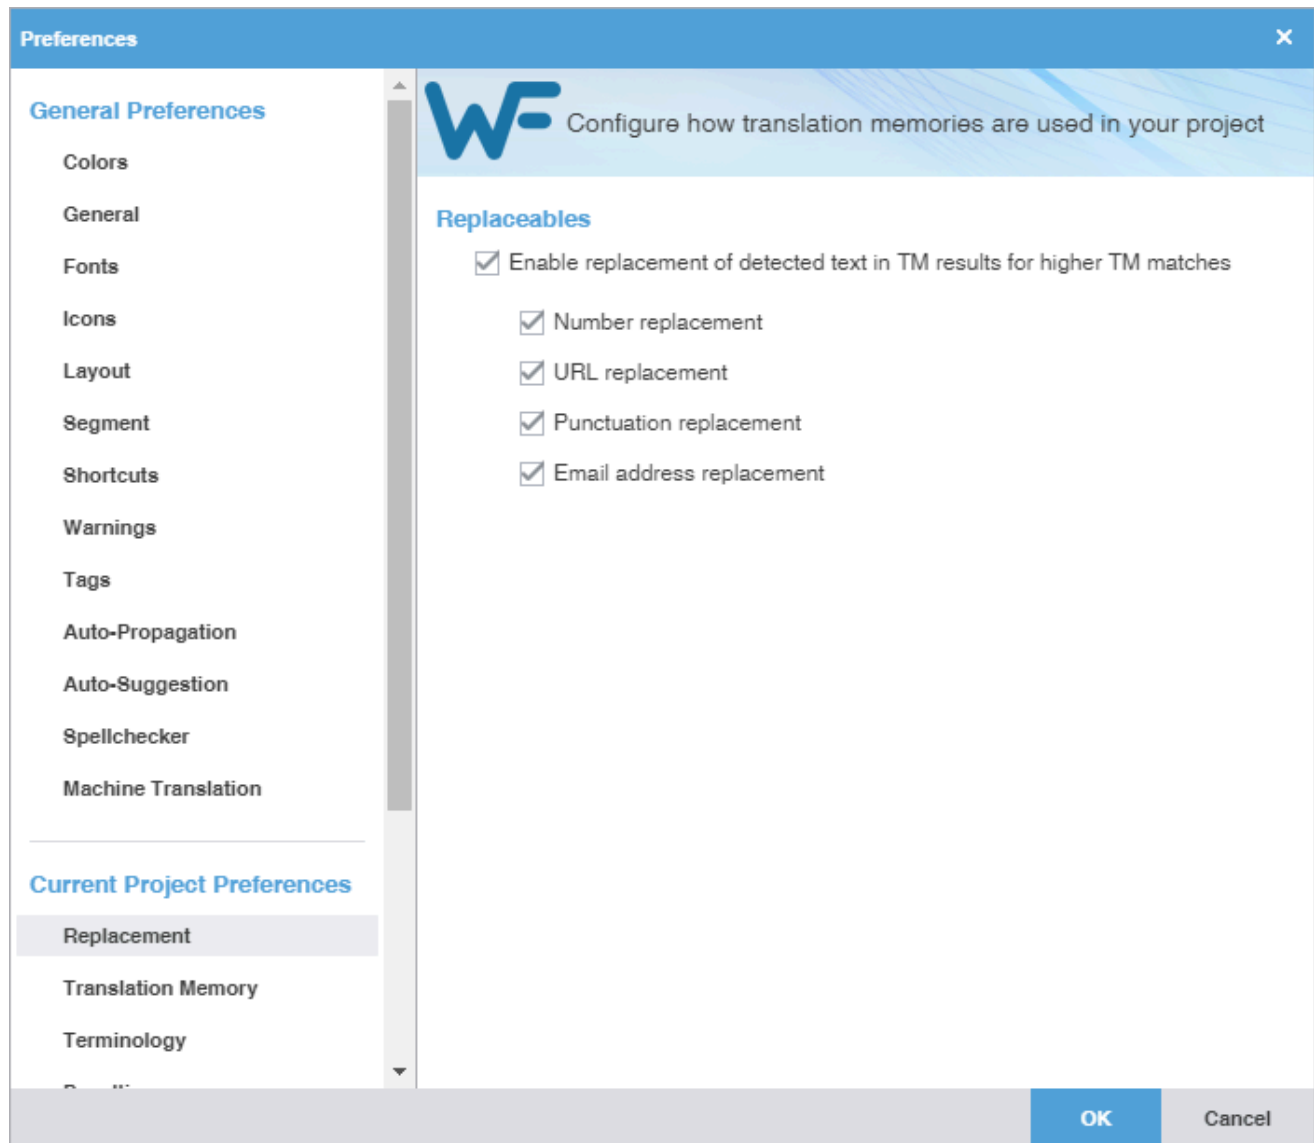 Preferences
General Preferences
Colors
General
Fonts
Icons
Layout
Segment
Shortcuts
Warnings
Tags
Auto-Propagation
Auto-Suggestion
Spellchecker
Machine Translation
Current Project Preferences
Replacement
Translation Memory
Terminology
WF
Configure how translation memories are used in your project
Replaceables
Enable replacement of detected text in TM results for higher TM matches
Number replacement
URL replacement
Punctuation replacement
Email address replacement
OK Cancel